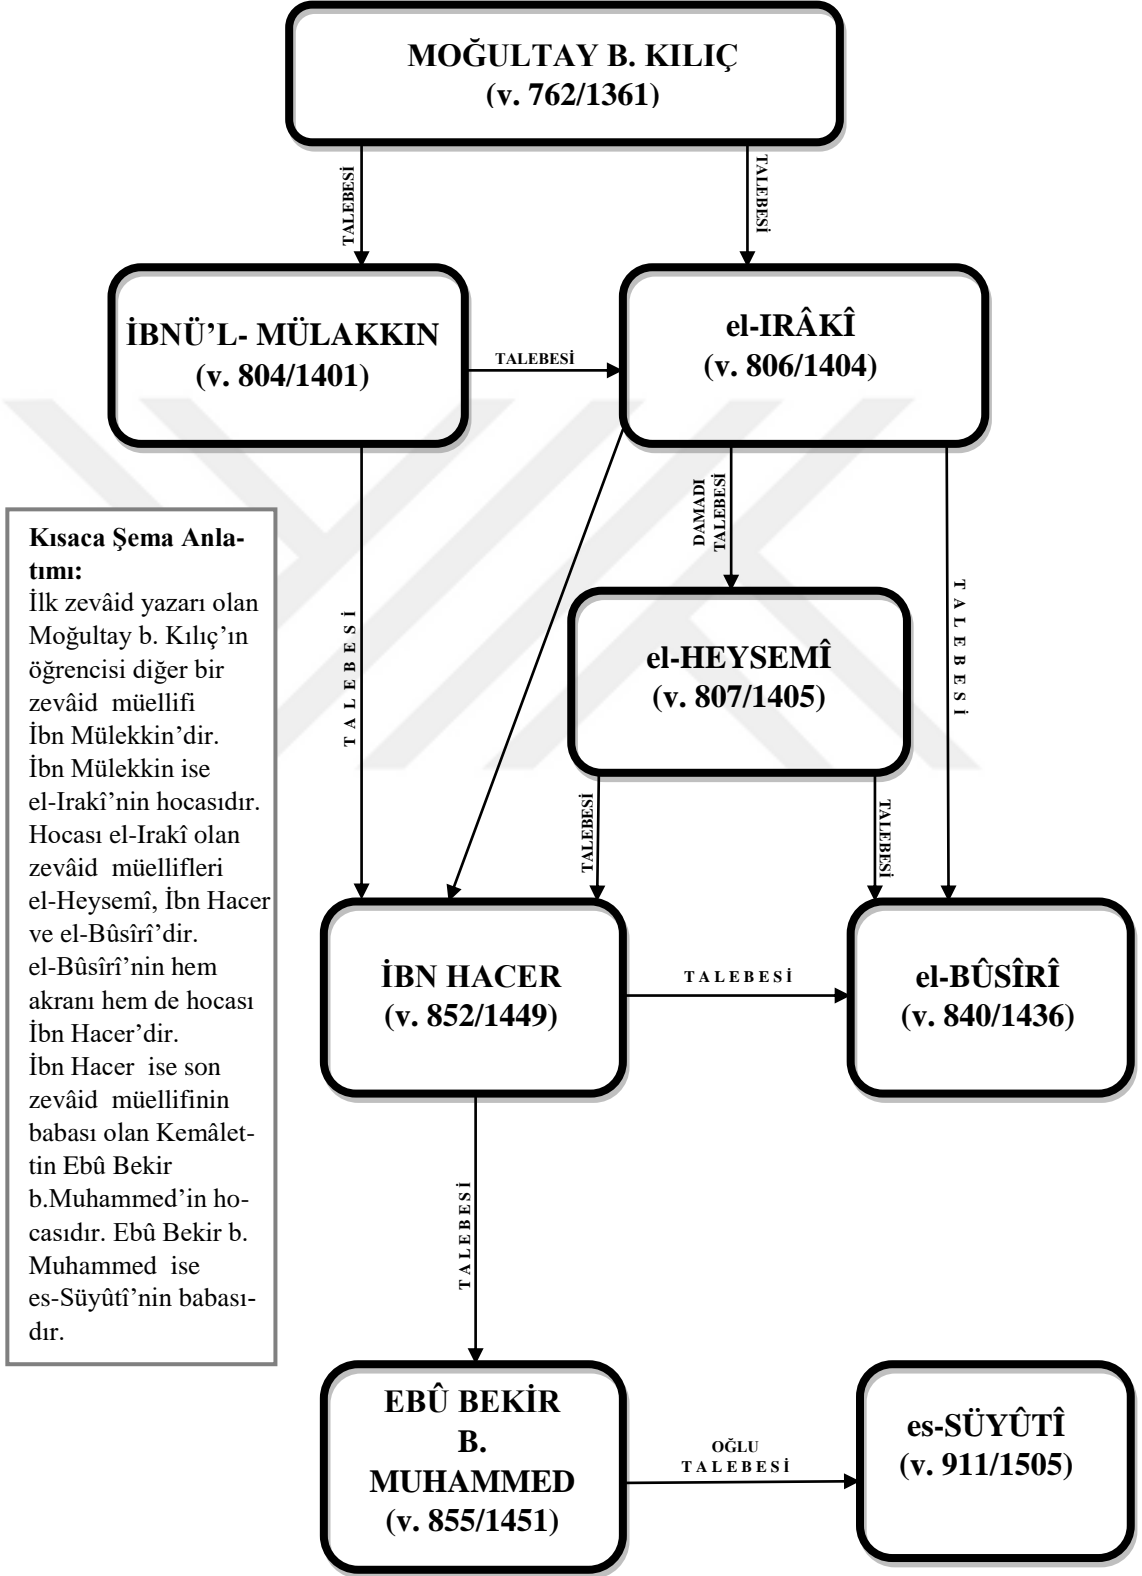 MOĞULTAY B. KILIÇ
(v. 762/1361)
TALEBESİ
TALEBESİ
İBNÜ’L- MÜLAKKIN
(v. 804/1401)
TALEBESİ
el-IRÂKÎ
(v. 806/1404)
DAMADI
TALEBESİ
TALEBESİ
TALEBESİ
Kısaca Şema Anla-
tımı:
İlk zevâid yazarı olan
Moğultay b. Kılıç’ın
öğrencisi diğer bir
zevâid müellifi
İbn Mülekkin’dir.
İbn Mülekkin ise
el-Irakî’nin hocasıdır.
Hocası el-Irakî olan
zevâid müellifleri
el-Heysemî, İbn Hacer
ve el-Bûsîrî’dir.
el-Bûsîrî’nin hem
akranı hem de hocası
İbn Hacer’dir.
İbn Hacer ise son
zevâid müellifinin
babası olan Kemâlet-
tin Ebû Bekir
b.Muhammed’in ho-
casıdır. Ebû Bekir b.
Muhammed ise
es-Süyûtî’nin babası-
dır.
el-HEYSEMÎ
(v. 807/1405)
TALEBESİ
TALEBESİ
İBN HACER
(v. 852/1449)
TALEBESİ
el-BÛSÎRÎ
(v. 840/1436)
TALEBESİ
EBÛ BEKİR
B.
MUHAMMED
(v. 855/1451)
OĞLU
TALEBESİ
es-SÜYÛTÎ
(v. 911/1505)